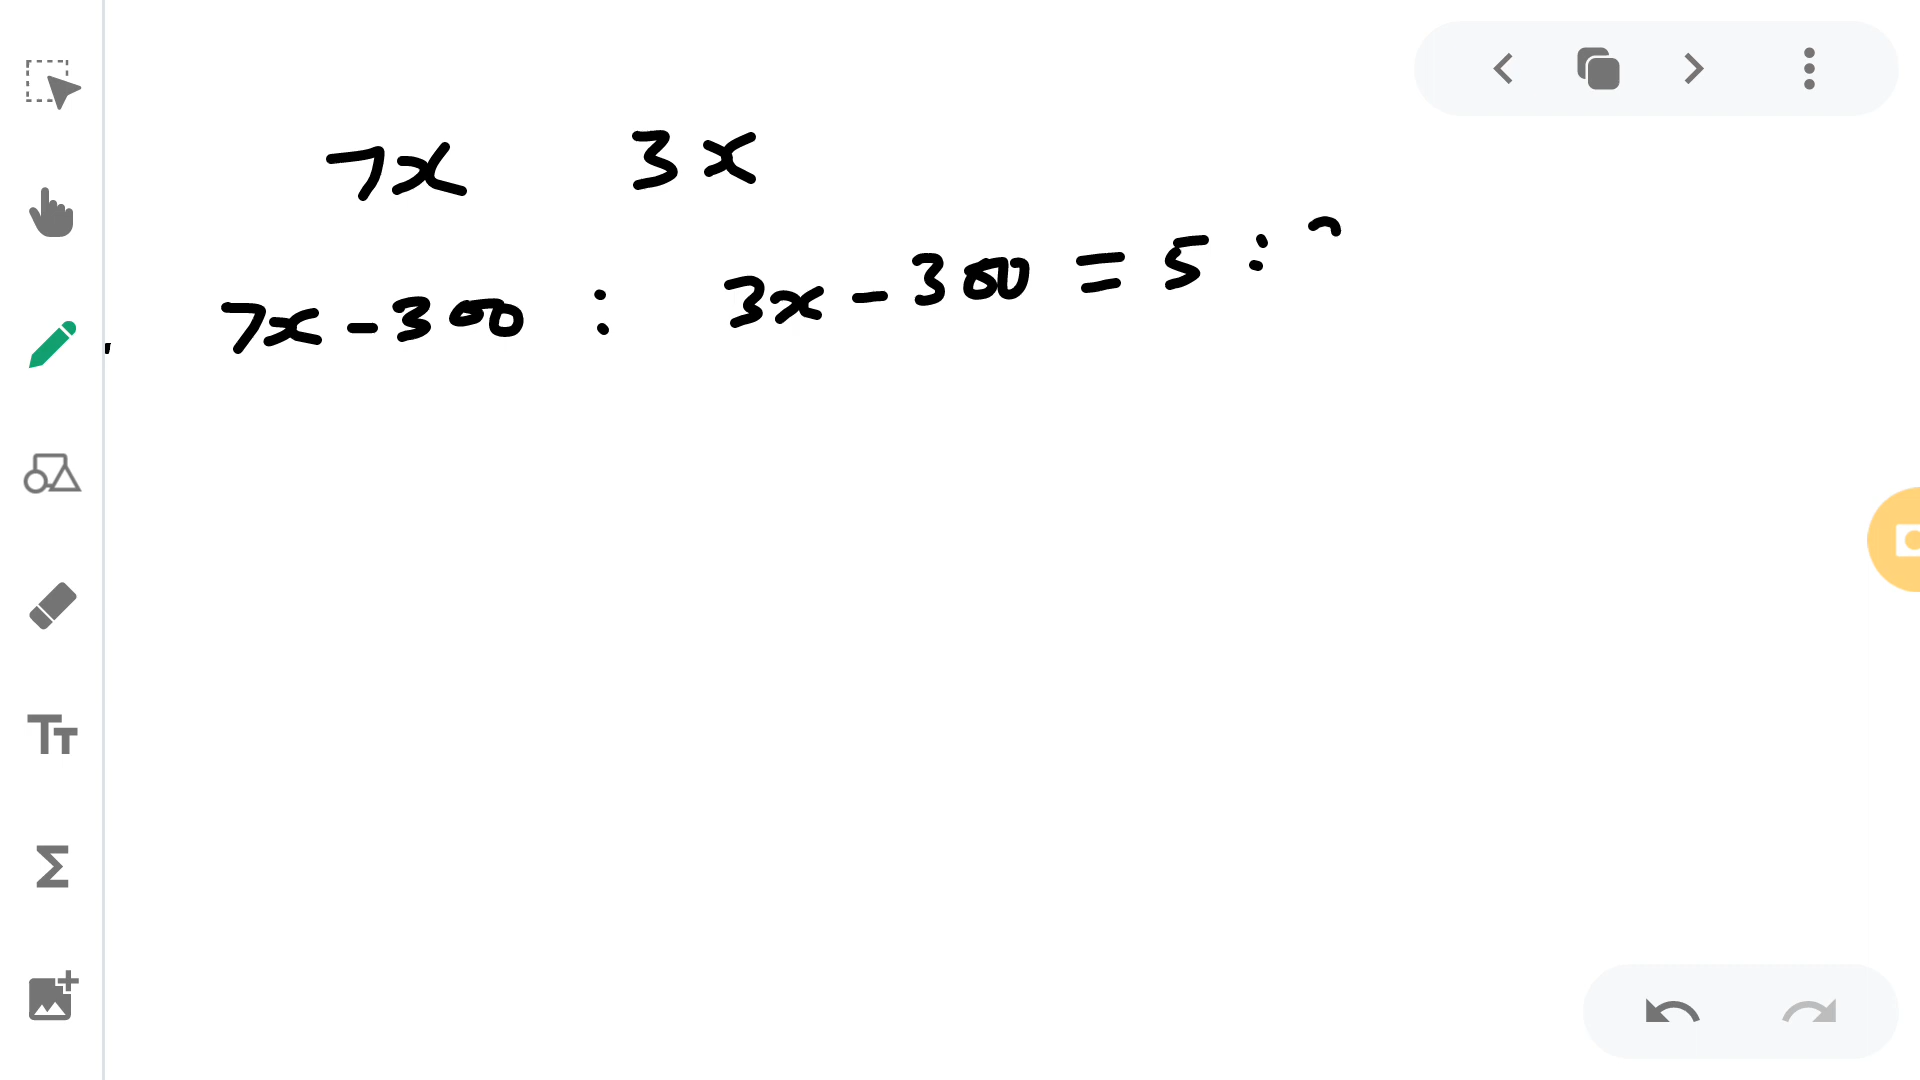 7x 3x
7x - 300 : 3x - 300 = 5 :